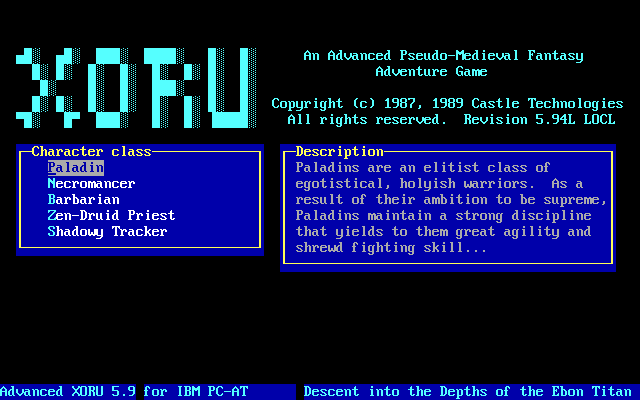 XORU
An Advanced Pseudo-Medieval Fantasy
Adventure Game
Copyright (c) 1987, 1989 Castle Technologies
All rights reserved.  Revision 5.94L LOCL
Character class
Paladin
Necromancer
Barbarian
Zen-Druid Priest
Shadowy Tracker
Description
Paladins are an elitist class of
egotistical, holyish warriors.  As a
result of their ambition to be supreme,
Paladins maintain a strong discipline
that yields to them great agility and
shrewd fighting skill...
Advanced XORU 5.9 for IBM PC-AT
Descent into the Depths of the Ebon Titan